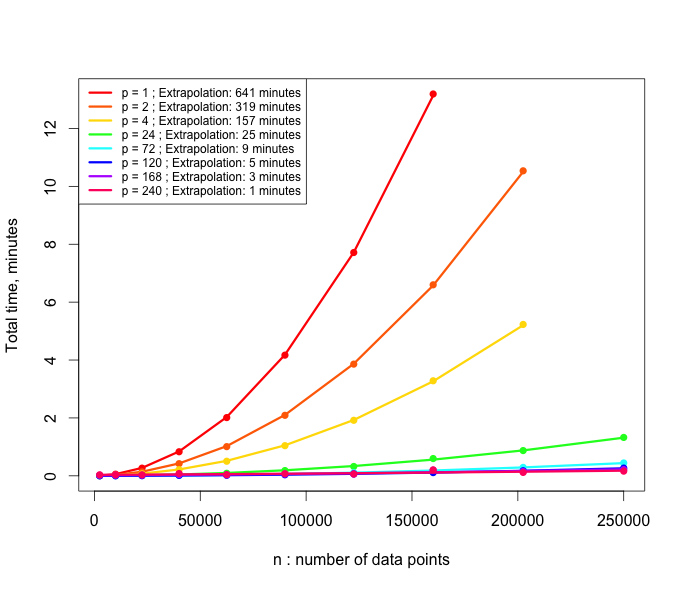 p = 1 ; Extrapolation: 641 minutes
p = 2 ; Extrapolation: 319 minutes
p = 4 ; Extrapolation: 157 minutes
p = 24 ; Extrapolation: 25 minutes
p = 72 ; Extrapolation: 9 minutes
p = 120 ; Extrapolation: 5 minutes
p = 168 ; Extrapolation: 3 minutes
p = 240 ; Extrapolation: 1 minutes
Total time, minutes
12
10
8
6
4
2
0
0 50000 100000 150000 200000 250000
n : number of data points